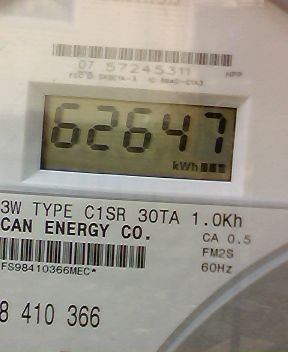 07 57245311
62647
kWh
3W TYPE C1SR 30TA 1.0Kh
CAN ENERGY CO.
CA 0.5
FM2S
FS98410366MEC*
60Hz
8 410 366